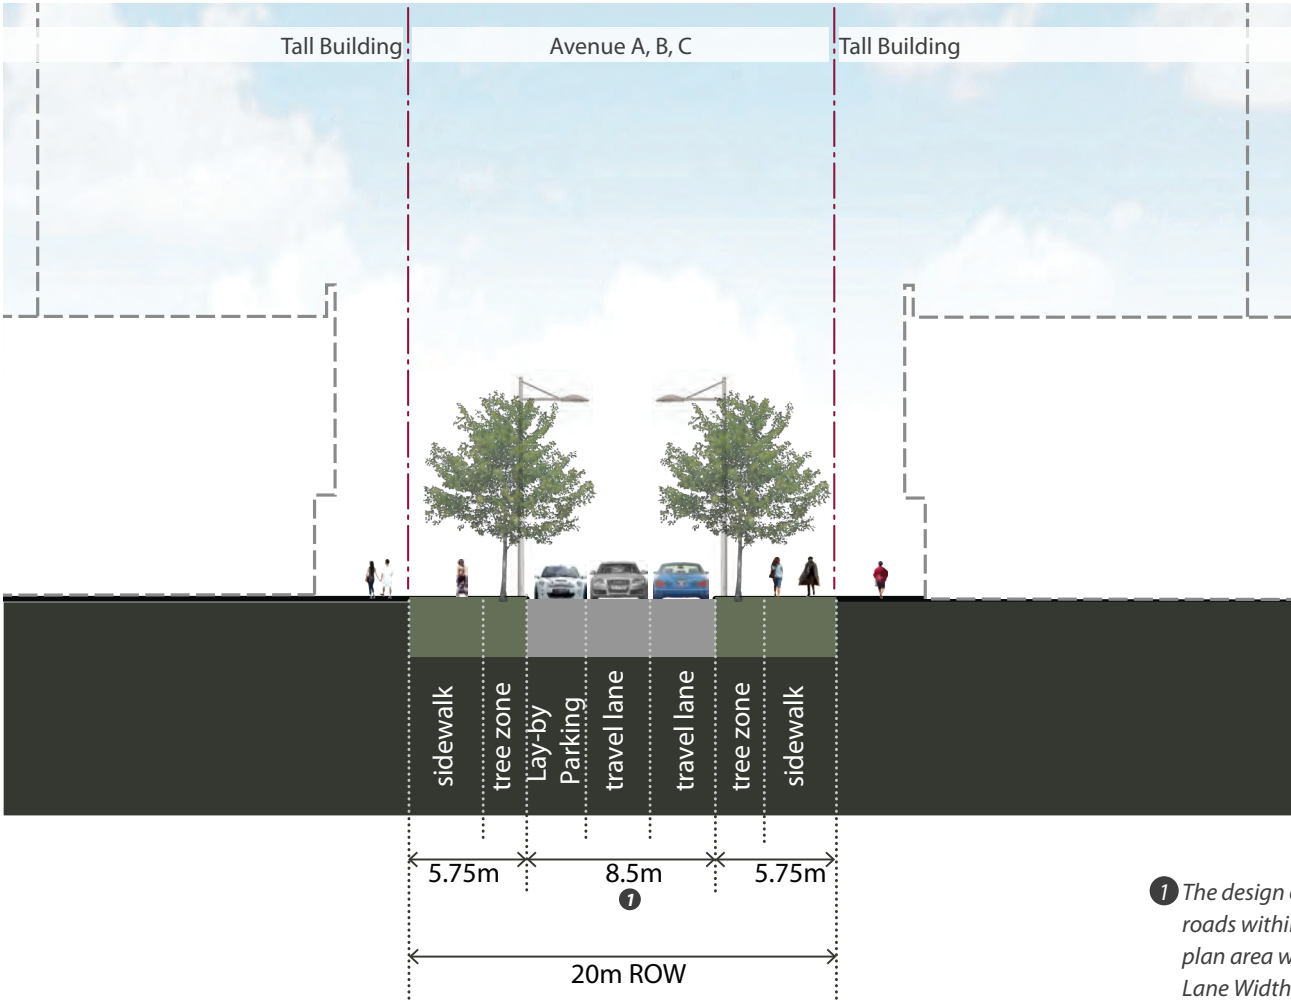 Tall Building
Avenue A, B, C
Tall Building
sidewalk
tree zone
Lay-by
Parking
travel lane
travel lane
tree zone
sidewalk
5.75m
8.5m
5.75m
1
20m ROW
1 The design
roads within
plan area
Lane Width